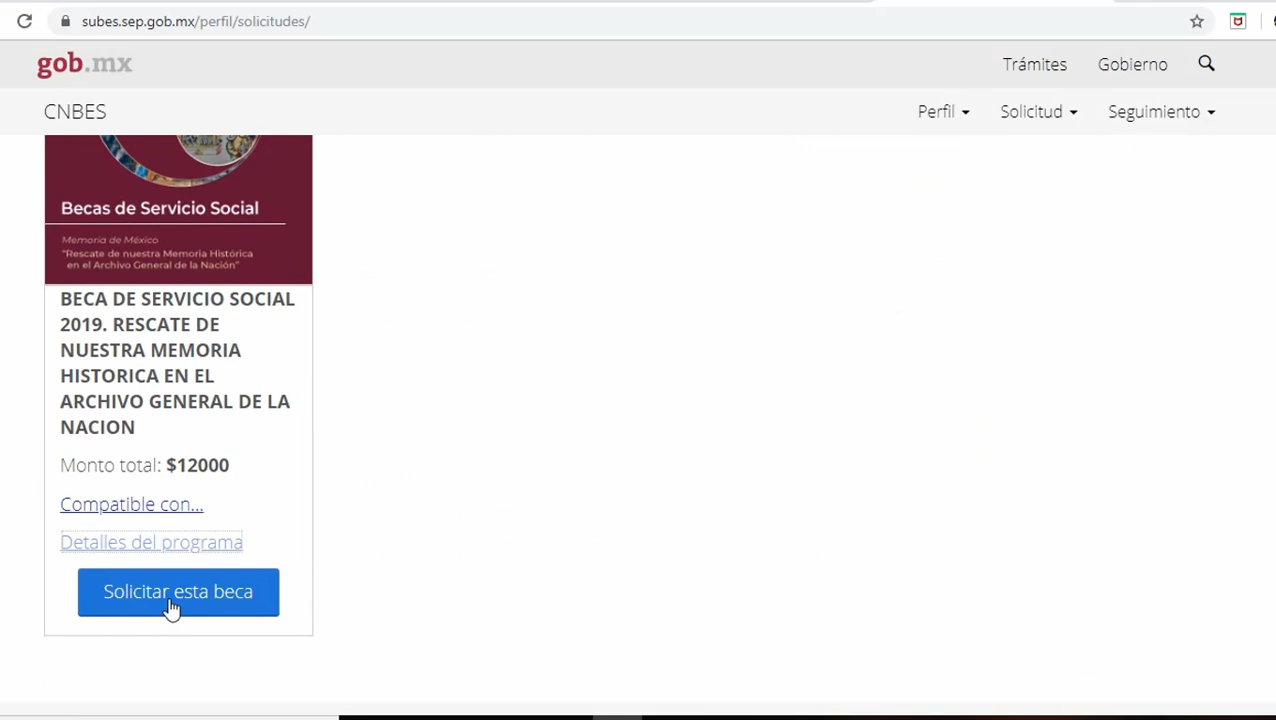 subes.sep.gob.mx/perfil/solicitudes/
gob.mx
Trámites
Gobierno
CNBES
Perfil
Solicitud
Seguimiento
Becas de Servicio Social
Memoria de México
"Rescate de nuestra Memoria Histórica
en el Archivo General de la Nación"
BECA DE SERVICIO SOCIAL
2019. RESCATE DE
NUESTRA MEMORIA
HISTORICA EN EL
ARCHIVO GENERAL DE LA
NACION
Monto total: $12000
Compatible con...
Detalles del programa
Solicitar esta beca